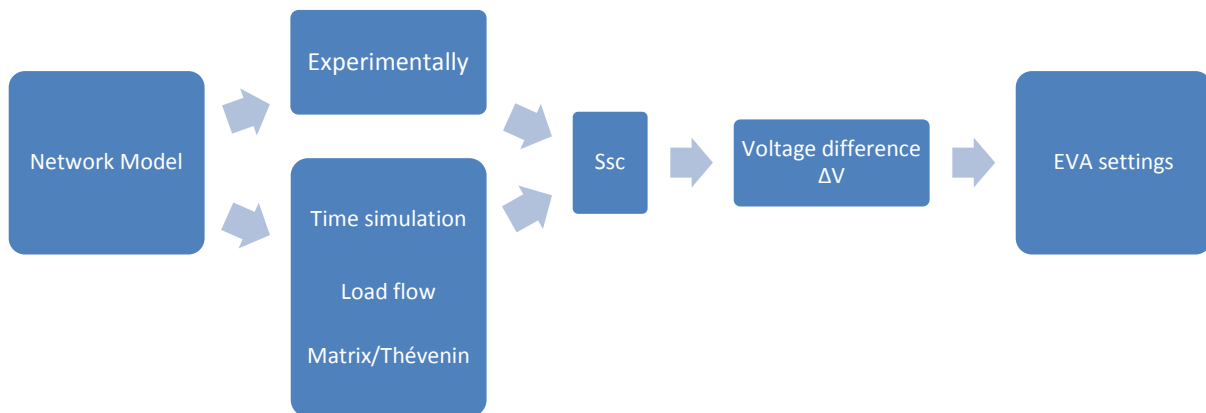 Network Model
Experimentally
Time simulation
Load flow
Matrix/Thévenin
Ssc
Voltage difference
ΔV
EVA settings